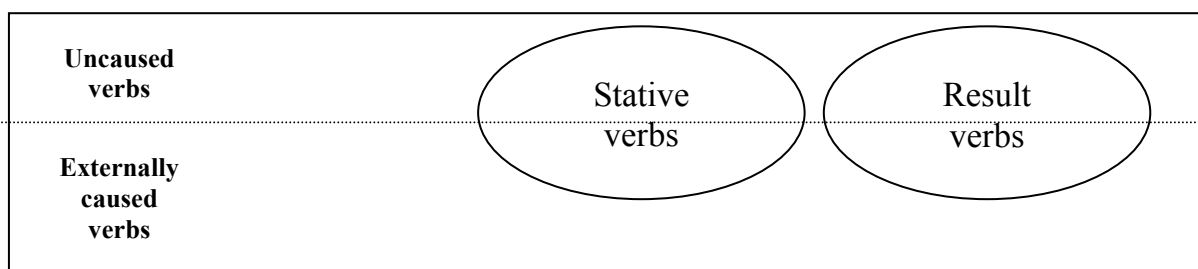 Uncaused
verbs
Stative
verbs
Result
verbs
Externally
caused
verbs